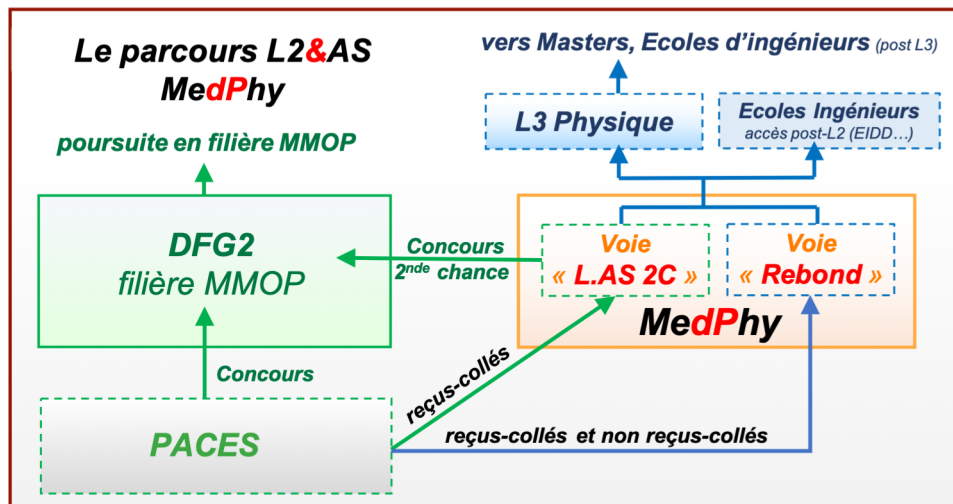 Le parcours L2&AS
MedPhy
vers Masters, Ecoles d'ingénieurs (post L3)
L3 Physique
Ecoles Ingénieurs
accès post-L2 (EIDD…)
poursuite en filière MMOP
DFG2
filière MMOP
Concours
2nde chance
Voie
« L.AS 2C »
Voie
« Rebond »
MedPhy
Concours
reçus-collés
PACES
reçus-collés et non reçus-collés